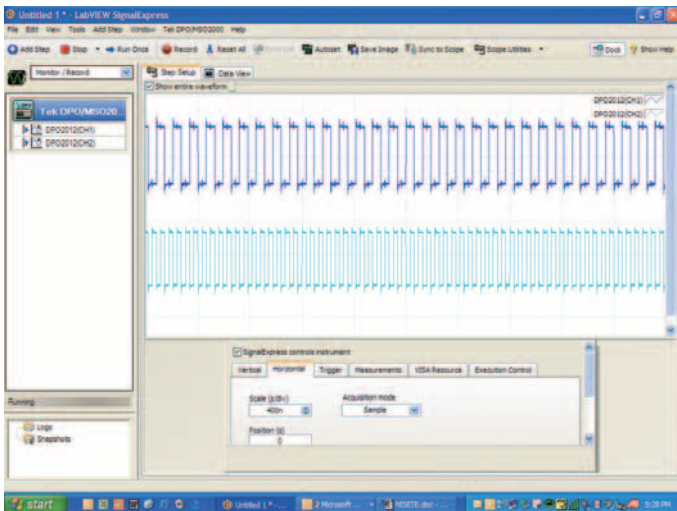 Untitled 1 * - LabVIEW SignalExpress
File Edit View Tools Add Step Window Tek DPO/MSO2000 Help
Add Step Stop Run Once Record Reset All Autoset Save Image Sync to Scope Scope Utilities Dock Show Help
Monitor / Record
Step Setup Data View
Show entire waveform
DPO2012(CH1)
DPO2012(CH2)
Tek DPO/MSO20...
DPO2012(CH1)
DPO2012(CH2)
SignalExpress controls instrument
Vertical Horizontal Trigger Measurements VISA Resource Execution Control
Scale (s/div)
400n
Acquisition mode
Sample
Position (s)
0
Running
Logs
Snapshots
start
Untitled 1 * - ...
2 Microsoft ...
5:28 PM